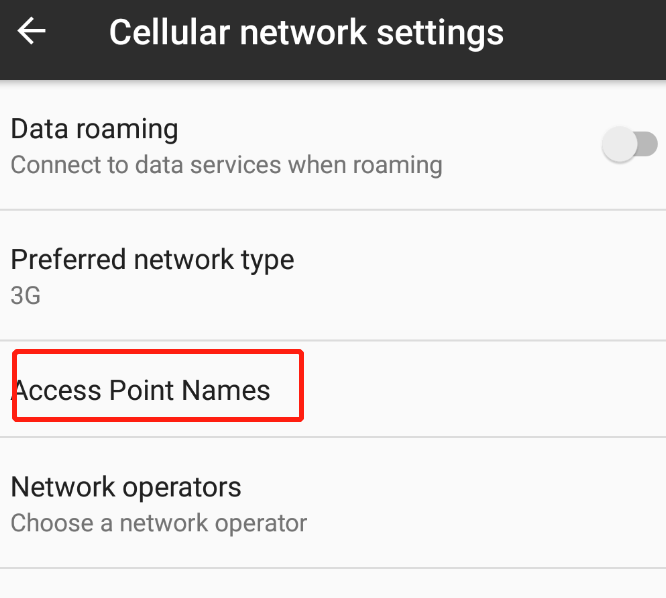 Cellular network settings
Data roaming
Connect to data services when roaming
Preferred network type
3G
Access Point Names
Network operators
Choose a network operator